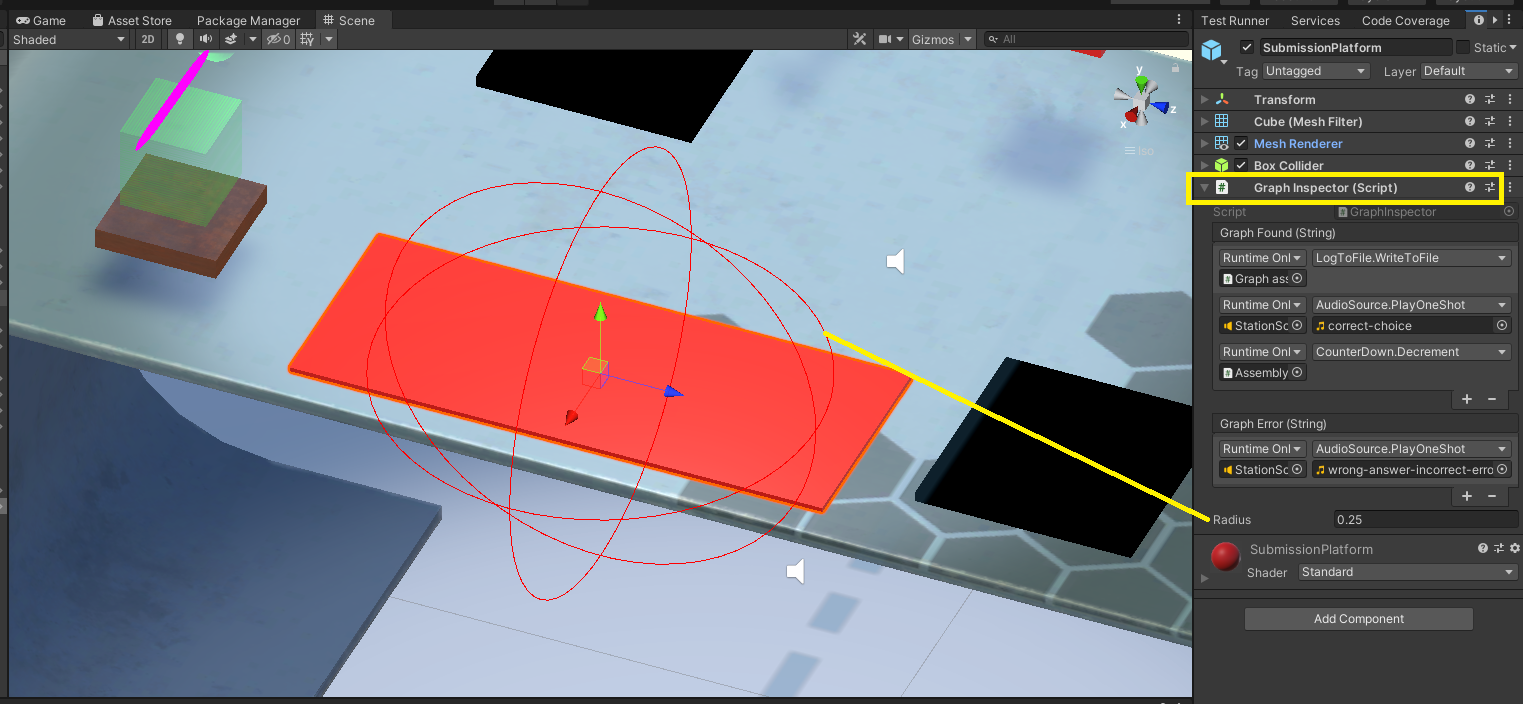 Game Asset Store Package Manager Scene
Test Runner Services Code Coverage
Shaded 2D 0 Gizmos All
SubmissionPlatform Static
Tag Untagged Layer Default
Transform
Cube (Mesh Filter)
Mesh Renderer
Box Collider
Graph Inspector (Script)
Script GraphInspector
Graph Found (String)
Runtime Onl LogToFile.WriteToFile
Graph ass
Runtime Onl AudioSource.PlayOneShot
StationSc correct-choice
Runtime Onl CounterDown.Decrement
Assembly
Graph Error (String)
Runtime Onl AudioSource.PlayOneShot
StationSc wrong-answer-incorrect-erro
Radius 0.25
SubmissionPlatform
Shader Standard
Add Component
y
z
x
Iso